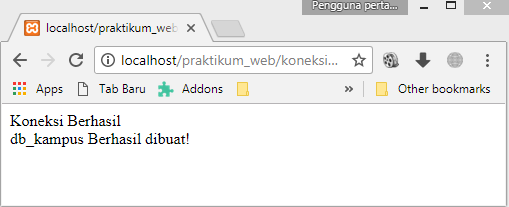 Pengguna perta...
localhost/praktikum_web
localhost/praktikum_web/koneksi...
Apps Tab Baru Addons » Other bookmarks
Koneksi Berhasil
db_kampus Berhasil dibuat!